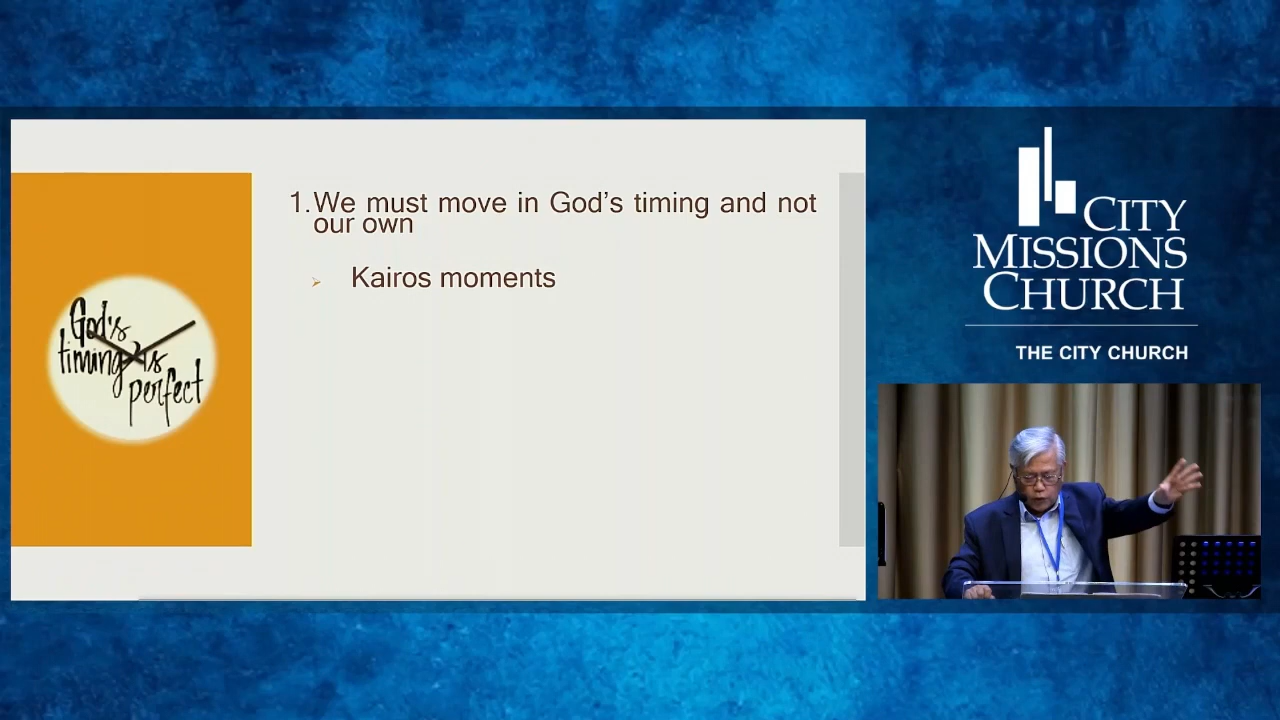 1. We must move in God’s timing and not
our own
Kairos moments
God's
timing is
perfect
CITY
MISSIONS
CHURCH
THE CITY CHURCH